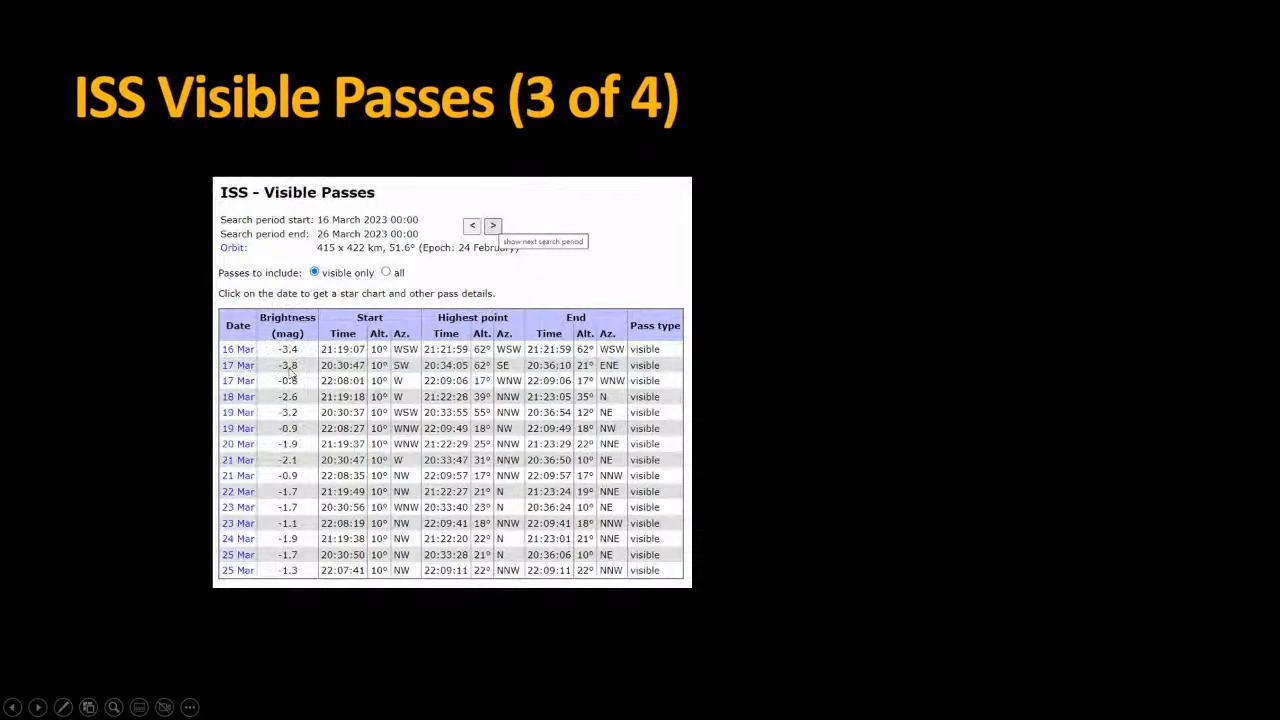 ISS Visible Passes (3 of 4)
ISS - Visible Passes
Search period start: 16 March 2023 00:00
Search period end: 26 March 2023 00:00
< >
show next search period
Orbit: 415 x 422 km, 51.6° (Epoch: 24 February)
Passes to include: visible only all
Click on the date to get a star chart and other pass details.
Date Brightness (mag) Start Highest point End Pass type
Time Alt. Az. Time Alt. Az. Time Alt. Az.
16 Mar -3.4 21:19:07 10° WSW 21:21:59 62° WSW 21:21:59 62° WSW visible
17 Mar -3.8 20:30:47 10° SW 20:34:05 62° SE 20:36:10 21° ENE visible
17 Mar -0.8 22:08:01 10° W 22:09:06 17° WNW 22:09:06 17° WNW visible
18 Mar -2.6 21:19:18 10° W 21:22:28 39° NNW 21:23:05 35° N visible
19 Mar -3.2 20:30:37 10° WSW 20:33:55 55° NNW 20:36:54 12° NE visible
19 Mar -0.9 22:08:27 10° WNW 22:09:49 18° NW 22:09:49 18° NW visible
20 Mar -1.9 21:19:37 10° WNW 21:22:29 25° NNW 21:23:29 22° NNE visible
21 Mar -2.1 20:30:47 10° W 20:33:47 31° NNW 20:36:50 10° NE visible
21 Mar -0.9 22:08:35 10° NW 22:09:57 17° NNW 22:09:57 17° NNW visible
22 Mar -1.7 21:19:49 10° NW 21:22:27 21° N 21:23:24 19° NNE visible
23 Mar -1.7 20:30:56 10° WNW 20:33:40 23° N 20:36:24 10° NE visible
23 Mar -1.1 22:08:19 10° NW 22:09:41 18° NNW 22:09:41 18° NNW visible
24 Mar -1.9 21:19:38 10° NW 21:22:20 22° N 21:23:01 21° NNE visible
25 Mar -1.7 20:30:50 10° NW 20:33:28 21° N 20:36:06 10° NE visible
25 Mar -1.3 22:07:41 10° NW 22:09:11 22° NNW 22:09:11 22° NNW visible